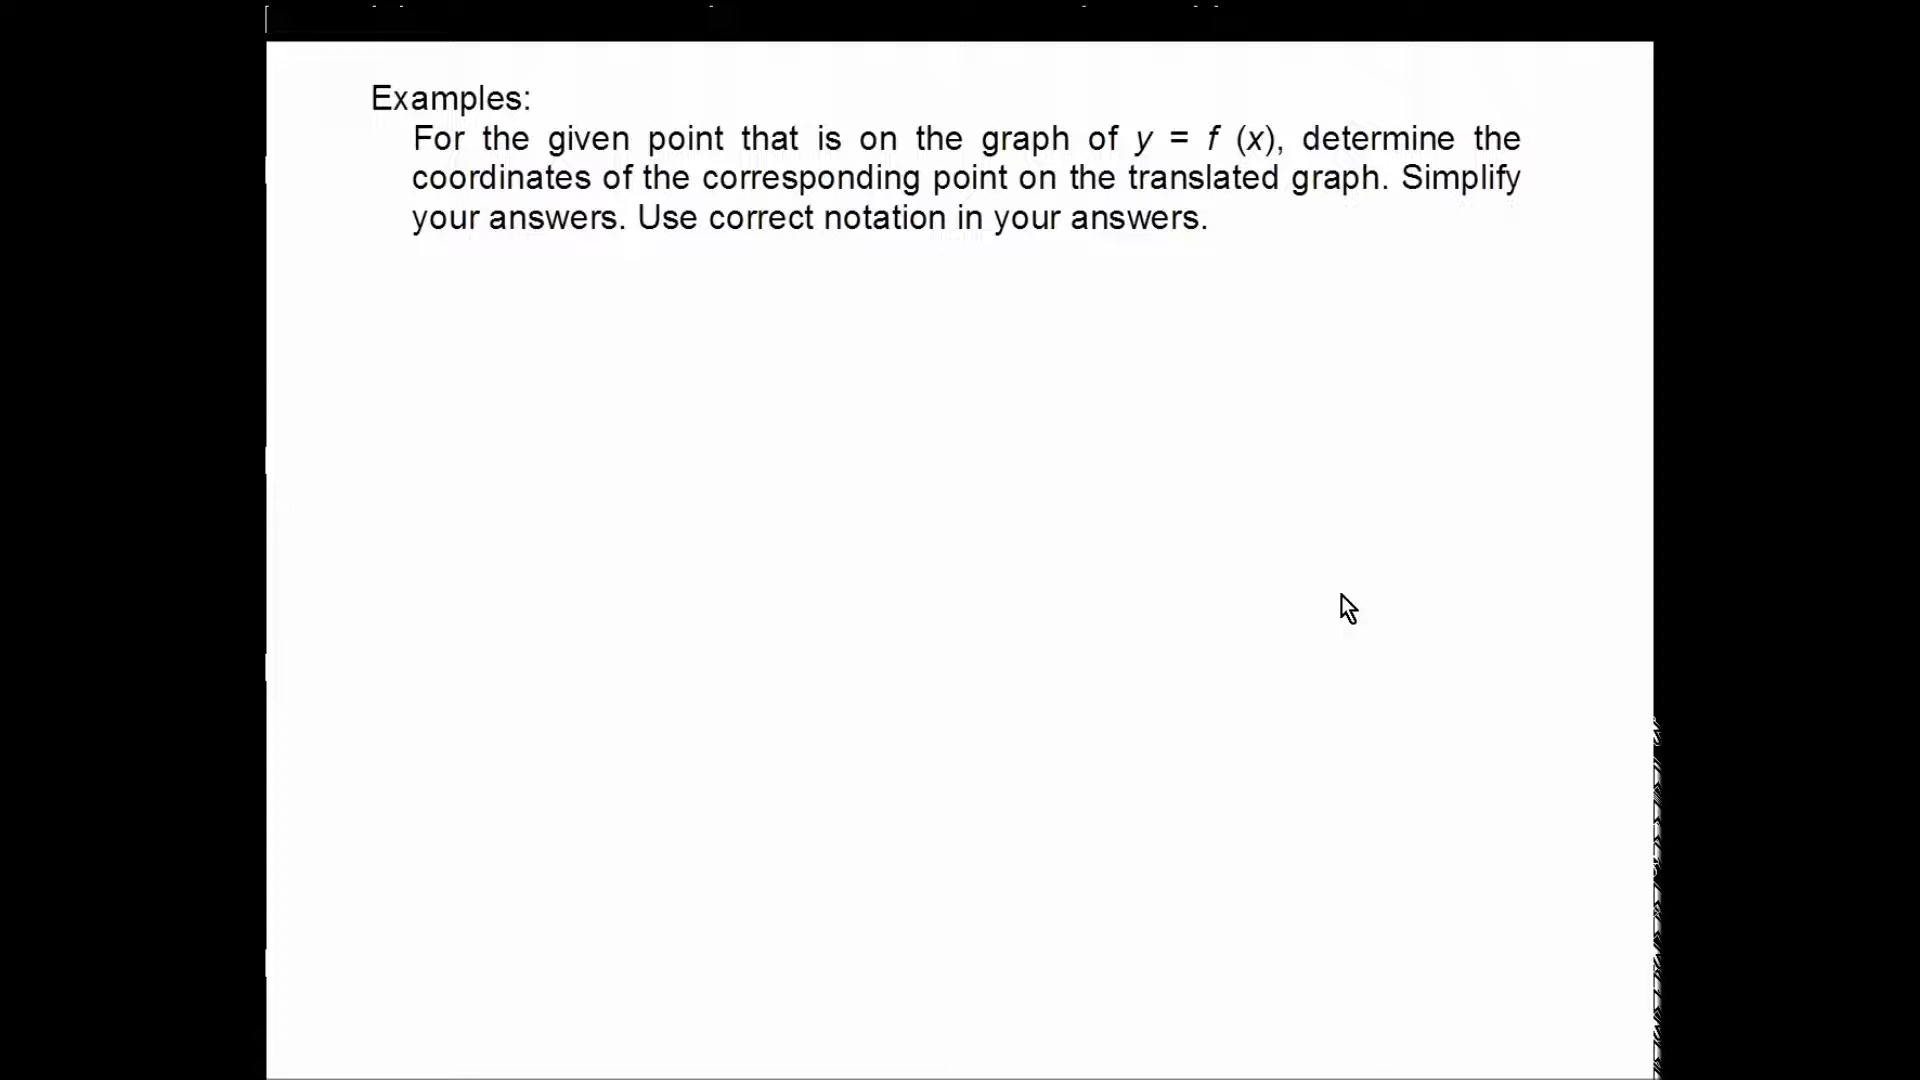 Examples:
For the given point that is on the graph of y = f (x), determine the
coordinates of the corresponding point on the translated graph. Simplify
your answers. Use correct notation in your answers.